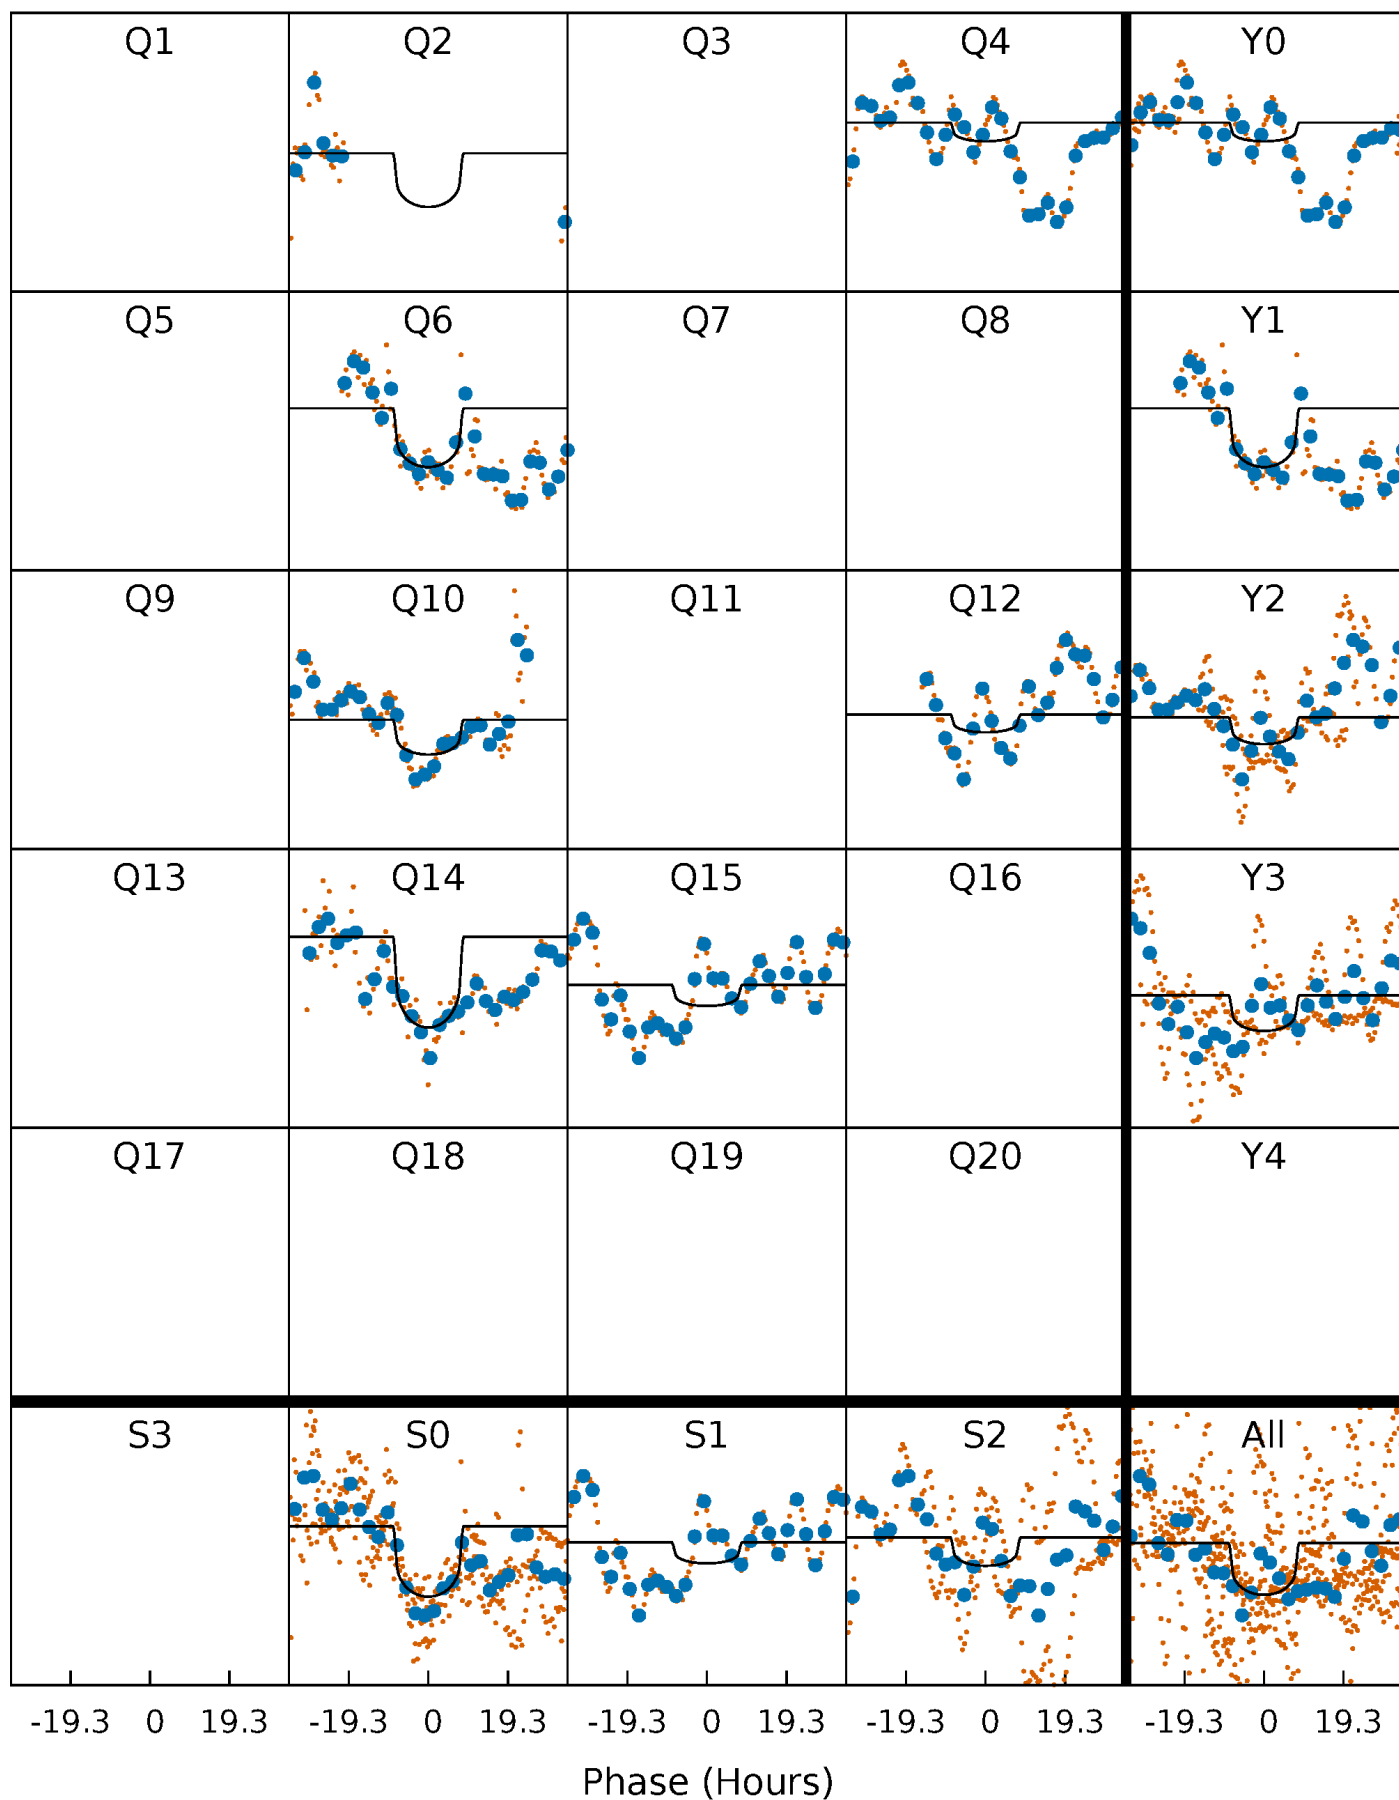 Q1 Q2 Q3 Q4 Y0
Q5 Q6 Q7 Q8 Y1
Q9 Q10 Q11 Q12 Y2
Q13 Q14 Q15 Q16 Y3
Q17 Q18 Q19 Q20 Y4
S3 S0 S1 S2 All
-19.3 0 19.3 -19.3 0 19.3 -19.3 0 19.3 -19.3 0 19.3 -19.3 0 19.3
Phase (Hours)